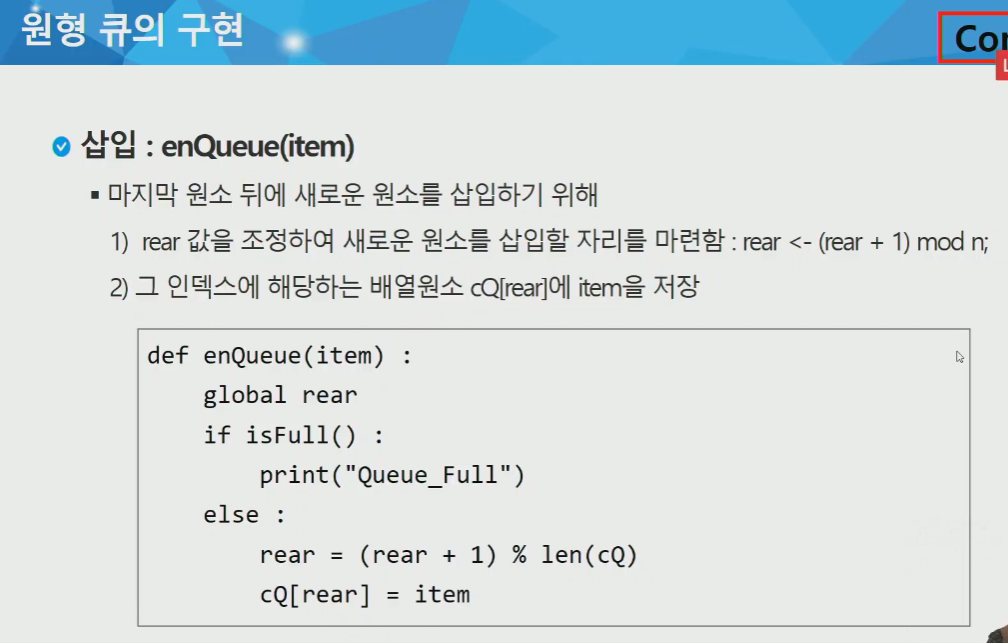 원형 큐의 구현
삽입 : enQueue(item)
▪ 마지막 원소 뒤에 새로운 원소를 삽입하기 위해
1) rear 값을 조정하여 새로운 원소를 삽입할 자리를 마련함 : rear <- (rear + 1) mod n;
2) 그 인덱스에 해당하는 배열원소 cQ[rear]에 item을 저장
def enQueue(item) :
global rear
if isFull() :
print("Queue_Full")
else :
rear = (rear + 1) % len(cQ)
cQ[rear] = item